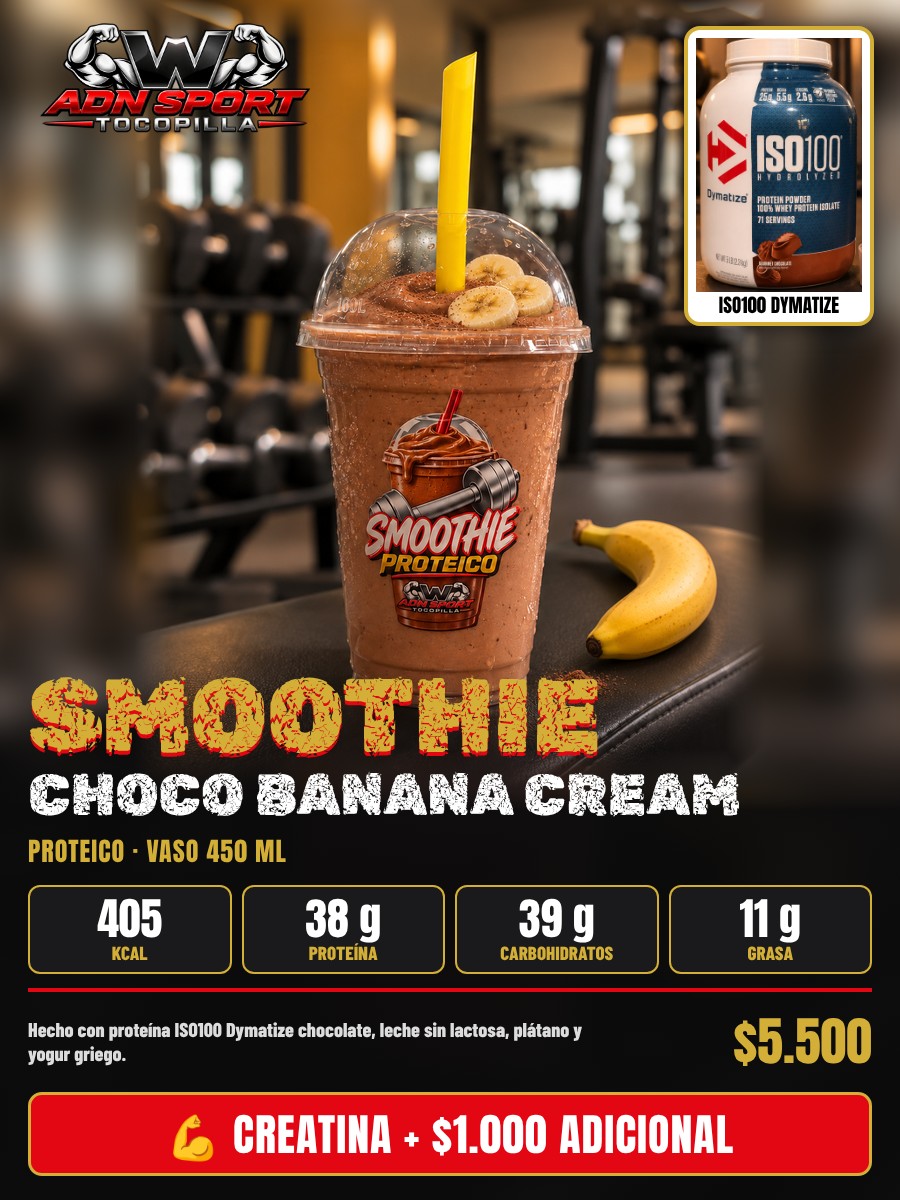 W
ADN SPORT
TOCOPILLA
ISO100
HYDROLYZED
Dymatize
PROTEIN POWDER
100% WHEY PROTEIN ISOLATE
71 SERVINGS
ISO100 DYMATIZE
SMOOTHIE
PROTEICO
W
ADN SPORT
TOCOPILLA
SMOOTHIE
CHOCO BANANA CREAM
PROTEICO · VASO 450 ML
405
KCAL
38 g
PROTEÍNA
39 g
CARBOHIDRATOS
11 g
GRASA
Hecho con proteína ISO100 Dymatize chocolate, leche sin lactosa, plátano y
yogur griego.
$5.500
💪 CREATINA + $1.000 ADICIONAL